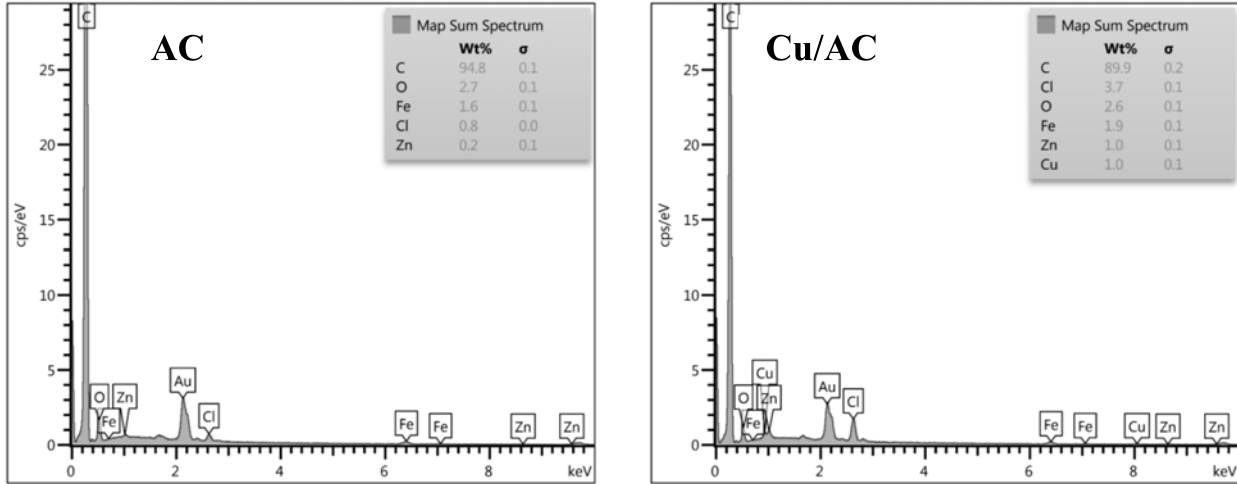 AC
Map Sum Spectrum
Wt% σ
C 94.8 0.1
O 2.7 0.1
Fe 1.6 0.1
Cl 0.8 0.0
Zn 0.2 0.1
cps/eV
25
20
15
10
5
0
C
O
Fe
Zn
Au
Cl
Fe
Fe
Zn
Zn
0 2 4 6 8 keV
Cu/AC
Map Sum Spectrum
Wt% σ
C 89.9 0.2
Cl 3.7 0.1
O 2.6 0.1
Fe 1.9 0.1
Zn 1.0 0.1
Cu 1.0 0.1
cps/eV
25
20
15
10
5
0
C
Cu
O
Fe
Zn
Au
Cl
Fe
Fe
Cu
Zn
Zn
0 2 4 6 8 keV